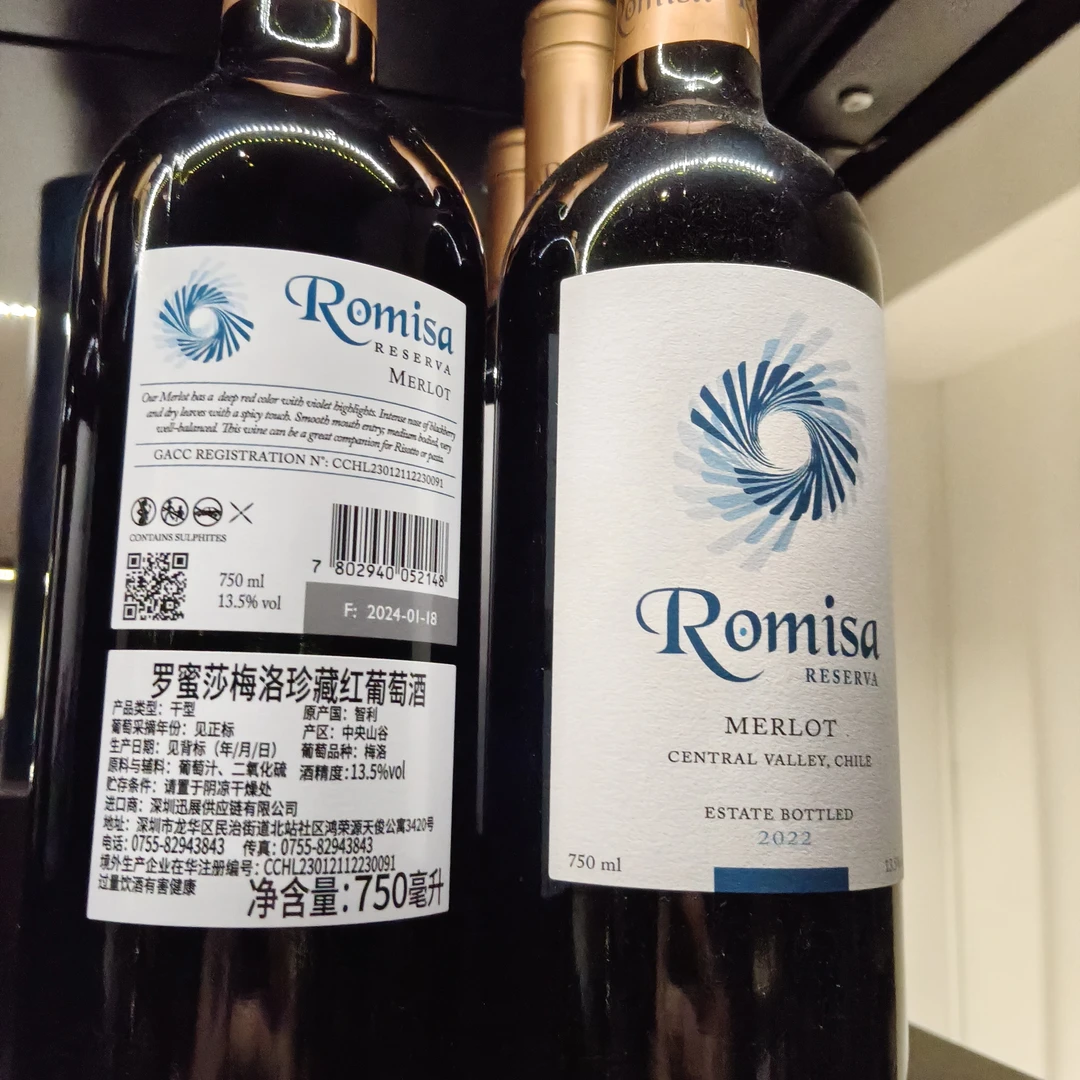 Romisa
RESERVA
MERLOT
Our Merlot has a deep red color with violet highlights. Intense nose of blackberry
and dry leaves with a spicy touch. Smooth mouth entry, medium bodied, very
well-balanced. This wine can be a great companion for Risotto or pasta.
GACC REGISTRATION N°: CCHL23012112230091
CONTAINS SULPHITES
750 ml
13.5% vol
7 802940 052148
F: 2024-01-18
罗蜜莎梅洛珍藏红葡萄酒
产品类型：干型 原产国：智利
葡萄采摘年份：见正标 产区：中央山谷
生产日期：见背标（年/月/日） 葡萄品种：梅洛
原料与辅料：葡萄汁、二氧化硫 酒精度：13.5%vol
贮存条件：请置于阴凉干燥处
进口商：深圳迅展供应链有限公司
地址：深圳市龙华区民治街道北站社区鸿荣源天俊公寓3420号
电话：0755-82943843 传真：0755-82943843
境外生产企业在华注册编号：CCHL23012112230091
过量饮酒有害健康
净含量：750毫升
Romisa
RESERVA
MERLOT
CENTRAL VALLEY, CHILE
ESTATE BOTTLED
2022
750 ml